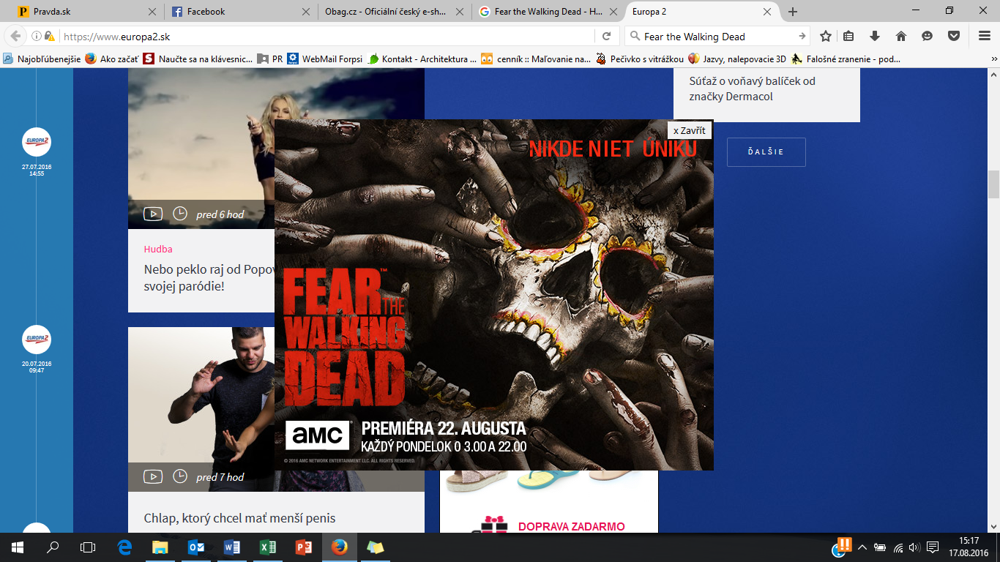 Pravda.sk
Facebook
Obag.cz - Oficiální český e-sh...
Fear the Walking Dead - H...
Europa 2
https://www.europa2.sk
Fear the Walking Dead
Najobľúbenejšie
Ako začať
Naučte sa na klávesnic...
PR
WebMail Forpsi
Kontakt - Architektura ...
cenník :: Maľovanie na...
Pečivko s vitrážkou
Jazvy, nalepovacie 3D
Falošné zranenie - pod...
EUROPA2
27.07.2016
14:55
EUROPA2
20.07.2016
09:47
pred 6 hod
Hudba
Nebo peklo raj od Popov
svojej paródie!
pred 7 hod
Chlap, ktorý chcel mať menší penis
x Zavřít
NIKDE NIET ÚNIKU
FEAR™
THE
WALKING
DEAD
AMC®
PREMIÉRA 22. AUGUSTA
KAŽDÝ PONDELOK O 3.00 A 22.00
© 2016 AMC NETWORK ENTERTAINMENT LLC. ALL RIGHTS RESERVED.
Súťaž o voňavý balíček od
značky Dermacol
ĎALŠIE
DOPRAVA ZADARMO
15:17
17.08.2016